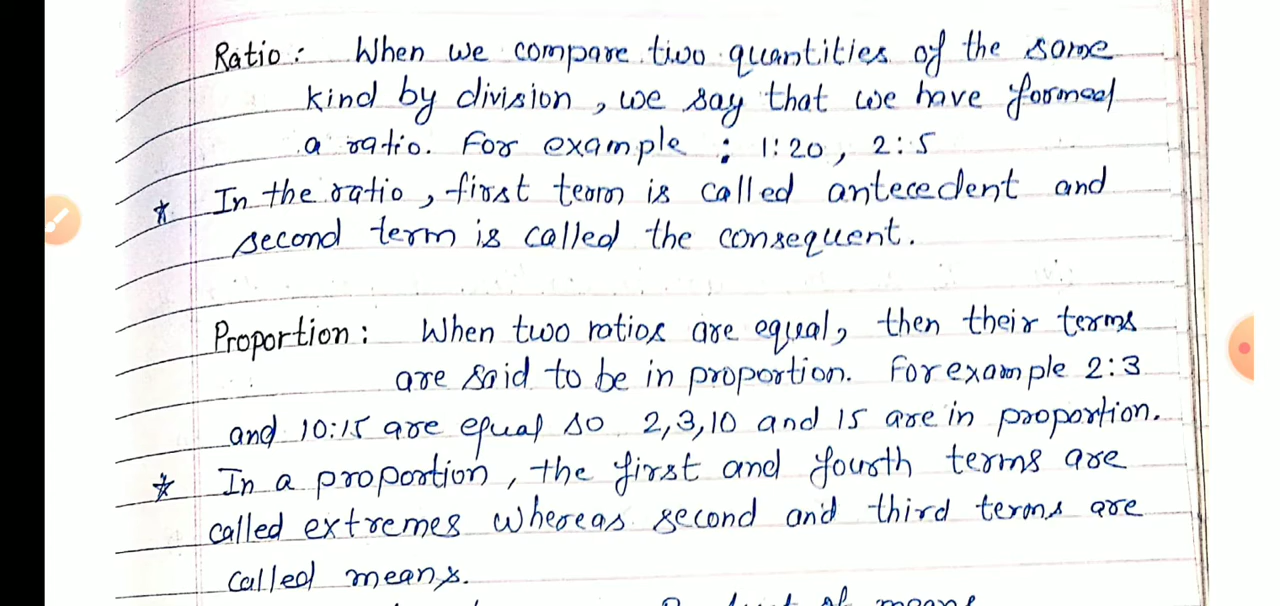 Ratio : When we compare two quantities of the same
kind by division, we say that we have formed
a ratio. For example : 1:20, 2:5
* In the ratio, first term is called antecedent and
second term is called the consequent.
Proportion : When two ratios are equal, then their terms
are said to be in proportion. For example 2:3
and 10:15 are equal so 2,3,10 and 15 are in proportion.
* In a proportion, the first and fourth terms are
called extremes whereas second and third terms are
called means.
of means